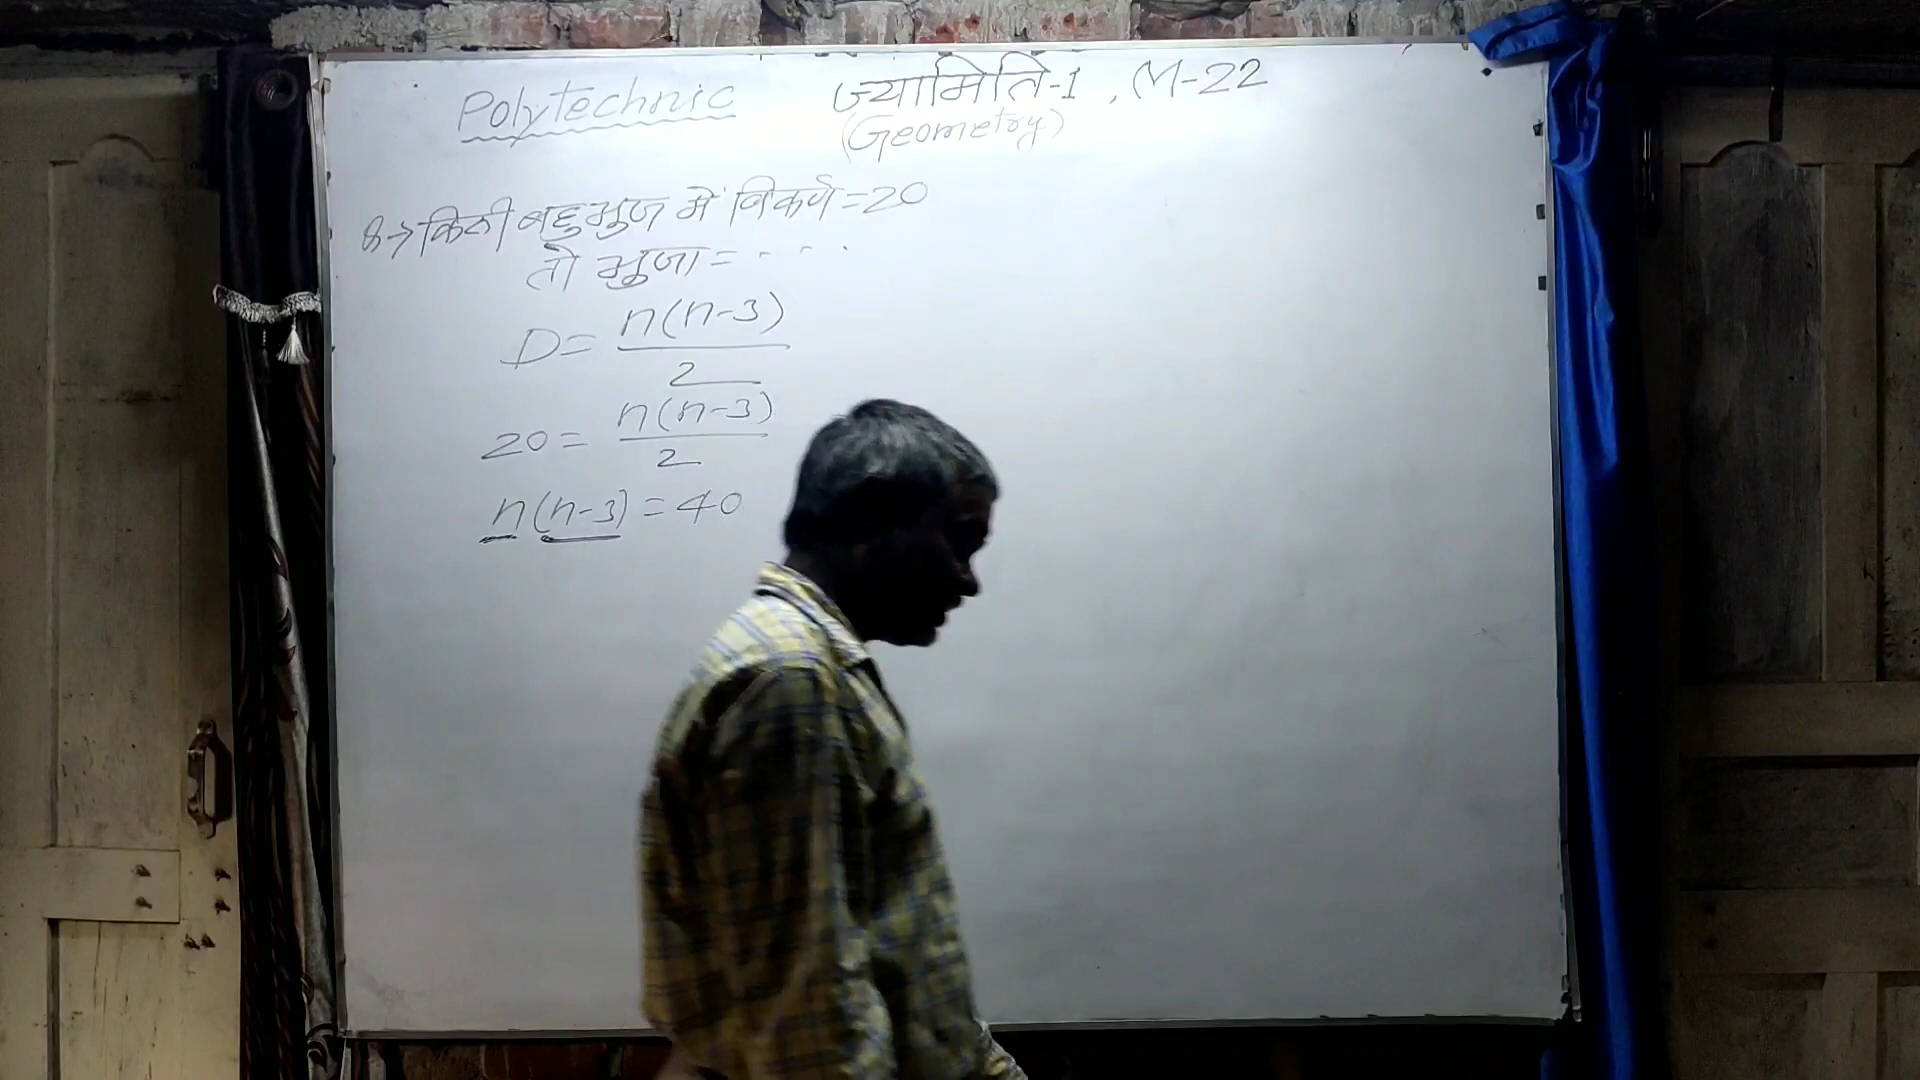 Polytechnic ज्यामिति-1, M-22
(Geometry)
8→ किसी बहुभुज में विकर्ण=20
तो भुजा= - - - -
D= n(n-3)/2
20= n(n-3)/2
n(n-3)=40